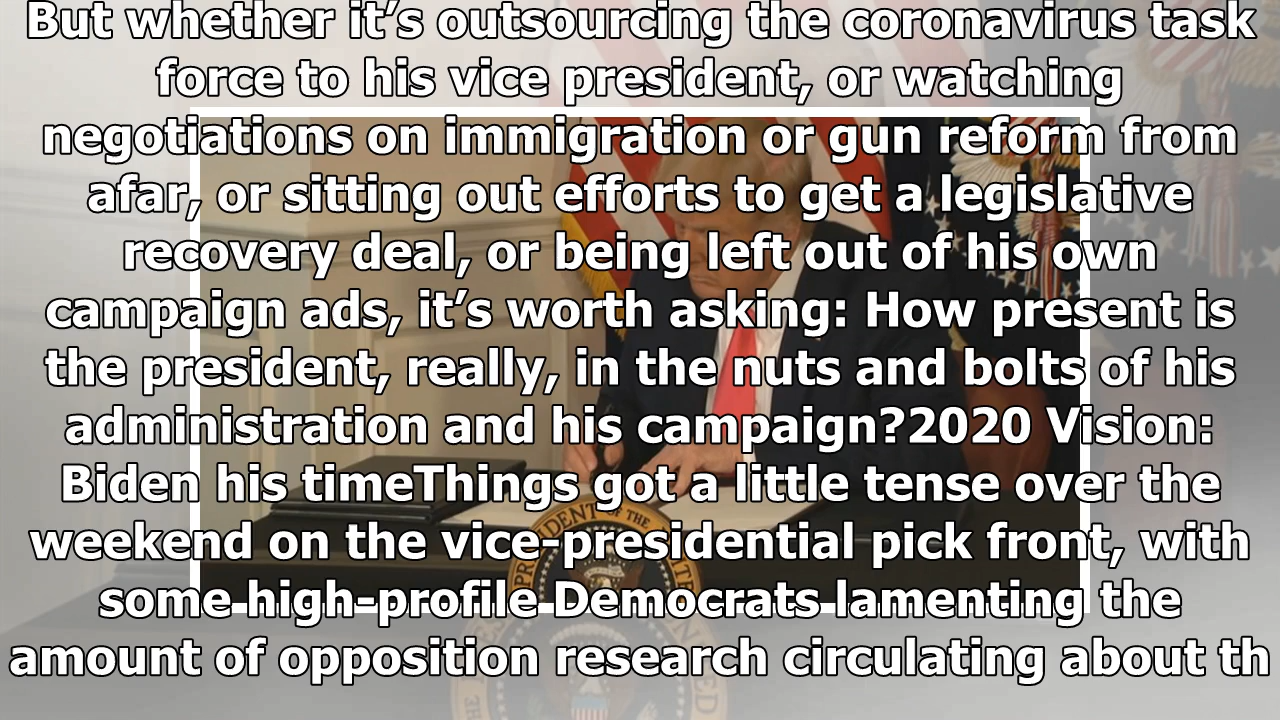 But whether it’s outsourcing the coronavirus task
force to his vice president, or watching
negotiations on immigration or gun reform from
afar, or sitting out efforts to get a legislative
recovery deal, or being left out of his own
campaign ads, it’s worth asking: How present is
the president, really, in the nuts and bolts of his
administration and his campaign?2020 Vision:
Biden his timeThings got a little tense over the
weekend on the vice-presidential pick front, with
some high-profile Democrats lamenting the
amount of opposition research circulating about th